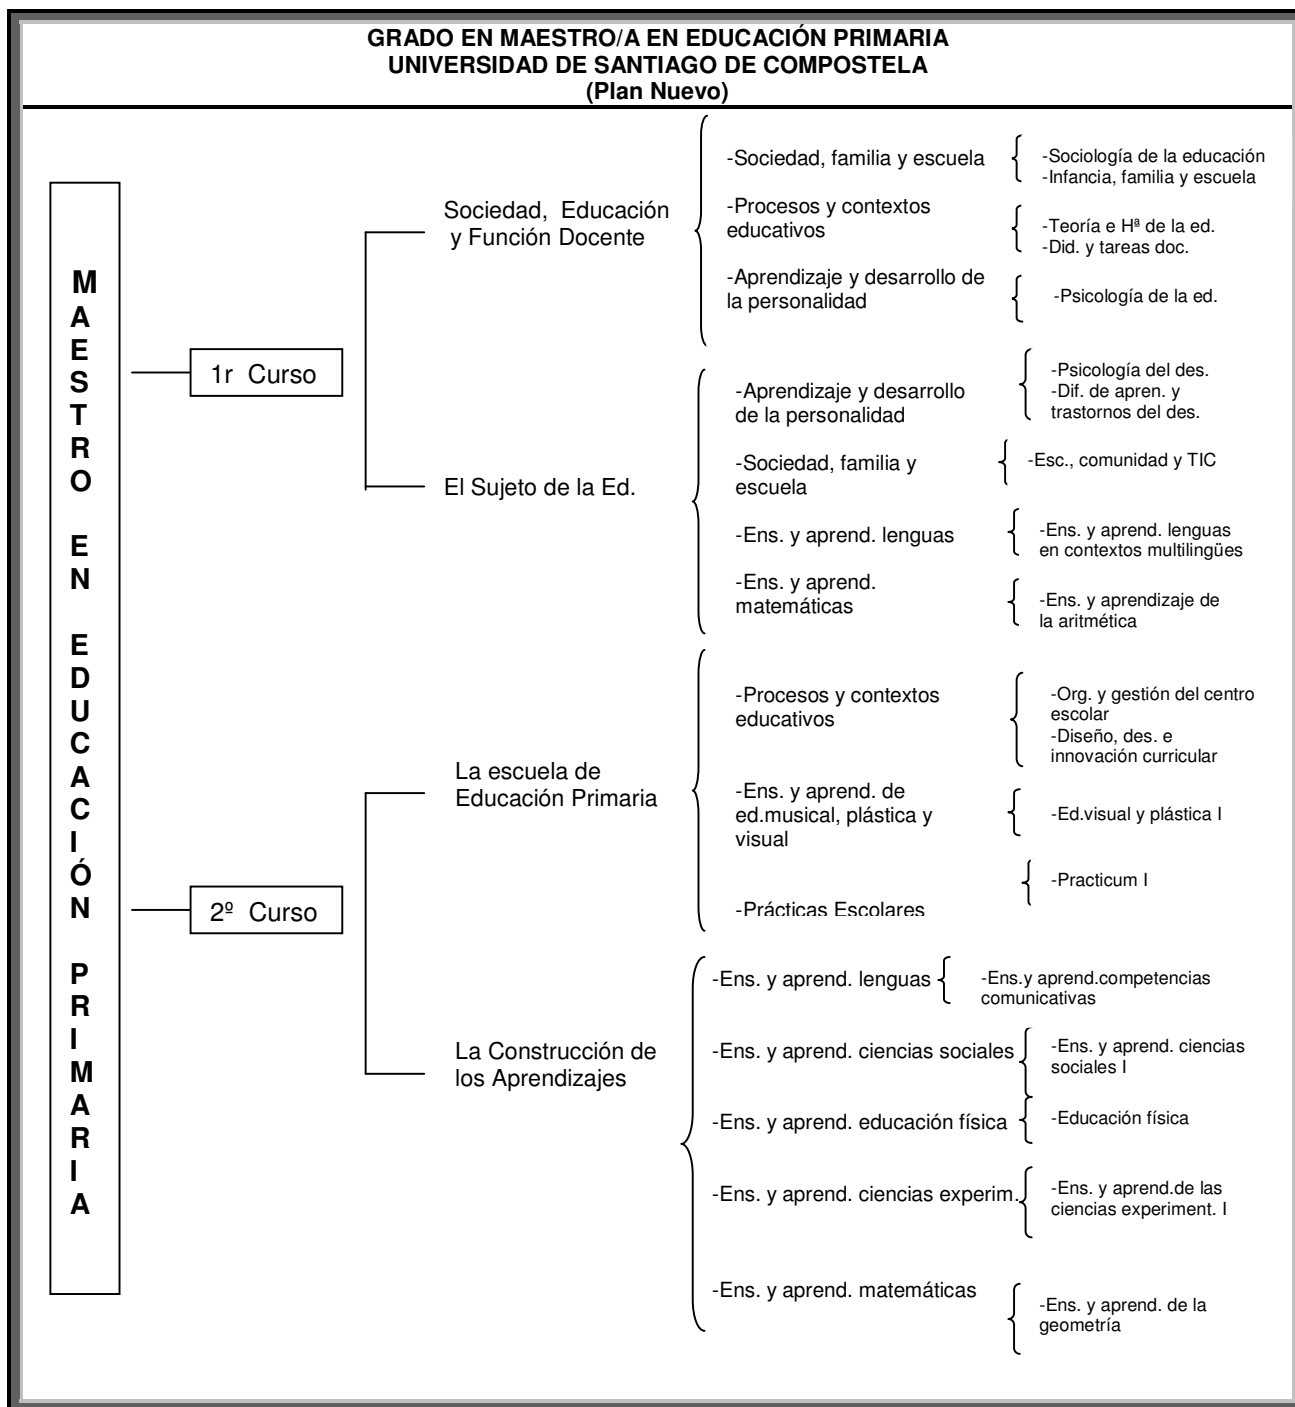 GRADO EN MAESTRO/A EN EDUCACIÓN PRIMARIA
UNIVERSIDAD DE SANTIAGO DE COMPOSTELA
(Plan Nuevo)
MAESTRO EN EDUCACIÓN PRIMARIA
1r Curso
Sociedad, Educación
y Función Docente
-Sociedad, familia y escuela
-Sociología de la educación
-Infancia, familia y escuela
-Procesos y contextos
educativos
-Teoría e Hª de la ed.
-Did. y tareas doc.
-Aprendizaje y desarrollo de
la personalidad
-Psicología de la ed.
El Sujeto de la Ed.
-Aprendizaje y desarrollo
de la personalidad
-Psicología del des.
-Dif. de apren. y
trastornos del des.
-Sociedad, familia y
escuela
-Esc., comunidad y TIC
-Ens. y aprend. lenguas
-Ens. y aprend. lenguas
en contextos multilingües
-Ens. y aprend.
matemáticas
-Ens. y aprendizaje de
la aritmética
2º Curso
La escuela de
Educación Primaria
-Procesos y contextos
educativos
-Org. y gestión del centro
escolar
-Diseño, des. e
innovación curricular
-Ens. y aprend. de
ed.musical, plástica y
visual
-Ed.visual y plástica I
-Prácticas Escolares
-Practicum I
La Construcción de
los Aprendizajes
-Ens. y aprend. lenguas
-Ens.y aprend.competencias
comunicativas
-Ens. y aprend. ciencias sociales
-Ens. y aprend. ciencias
sociales I
-Ens. y aprend. educación física
-Educación física
-Ens. y aprend. ciencias experim.
-Ens. y aprend.de las
ciencias experiment. I
-Ens. y aprend. matemáticas
-Ens. y aprend. de la
geometría